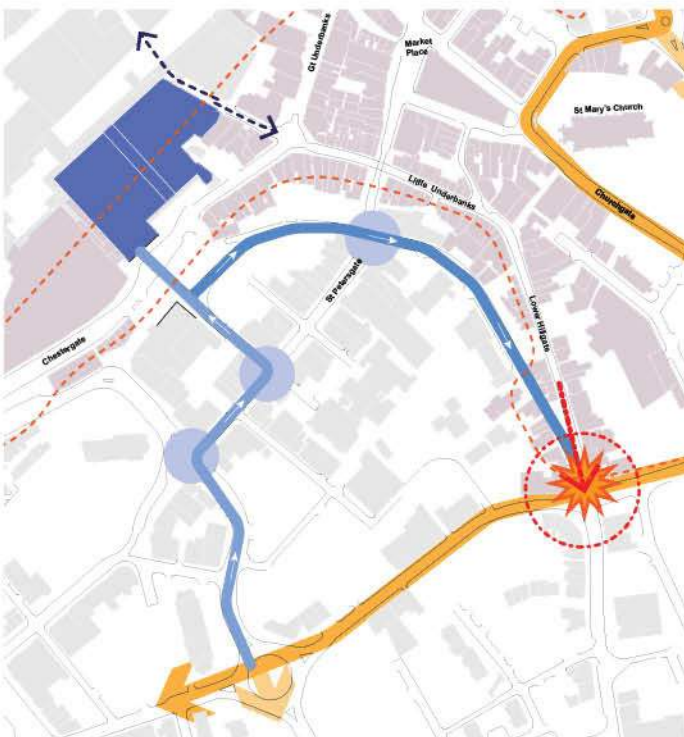 Gt Underbanks
Market
Place
St Mary's Church
Churchgate
Little Underbanks
St Petersgate
Lower Hillgate
Chestergate